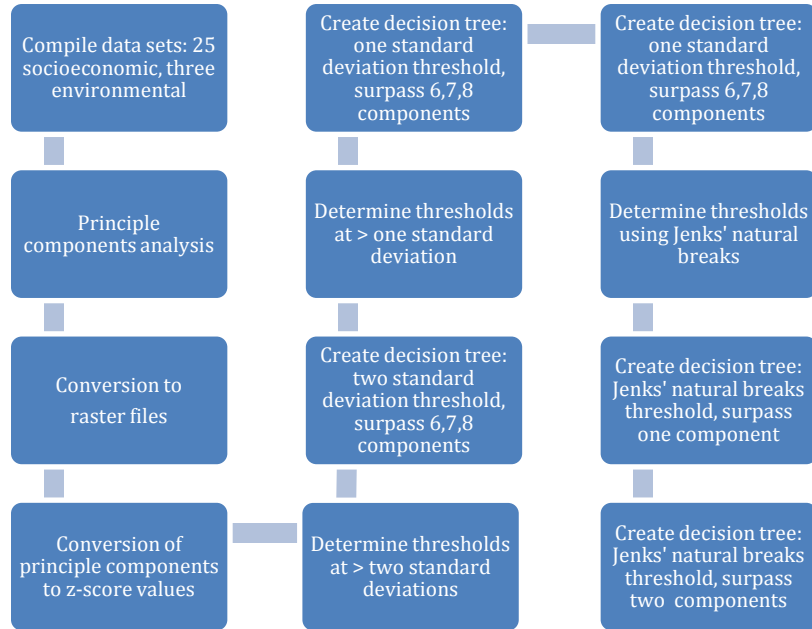 Compile data sets: 25
socioeconomic, three
environmental
Principle
components analysis
Conversion to
raster files
Conversion of
principle components
to z-score values
Determine thresholds
at > two standard
deviations
Create decision tree:
two standard
deviation threshold,
surpass 6,7,8
components
Determine thresholds
at > one standard
deviation
Create decision tree:
one standard
deviation threshold,
surpass 6,7,8
components
Create decision tree:
one standard
deviation threshold,
surpass 6,7,8
components
Determine thresholds
using Jenks' natural
breaks
Create decision tree:
Jenks' natural breaks
threshold, surpass
one component
Create decision tree:
Jenks' natural breaks
threshold, surpass
two components